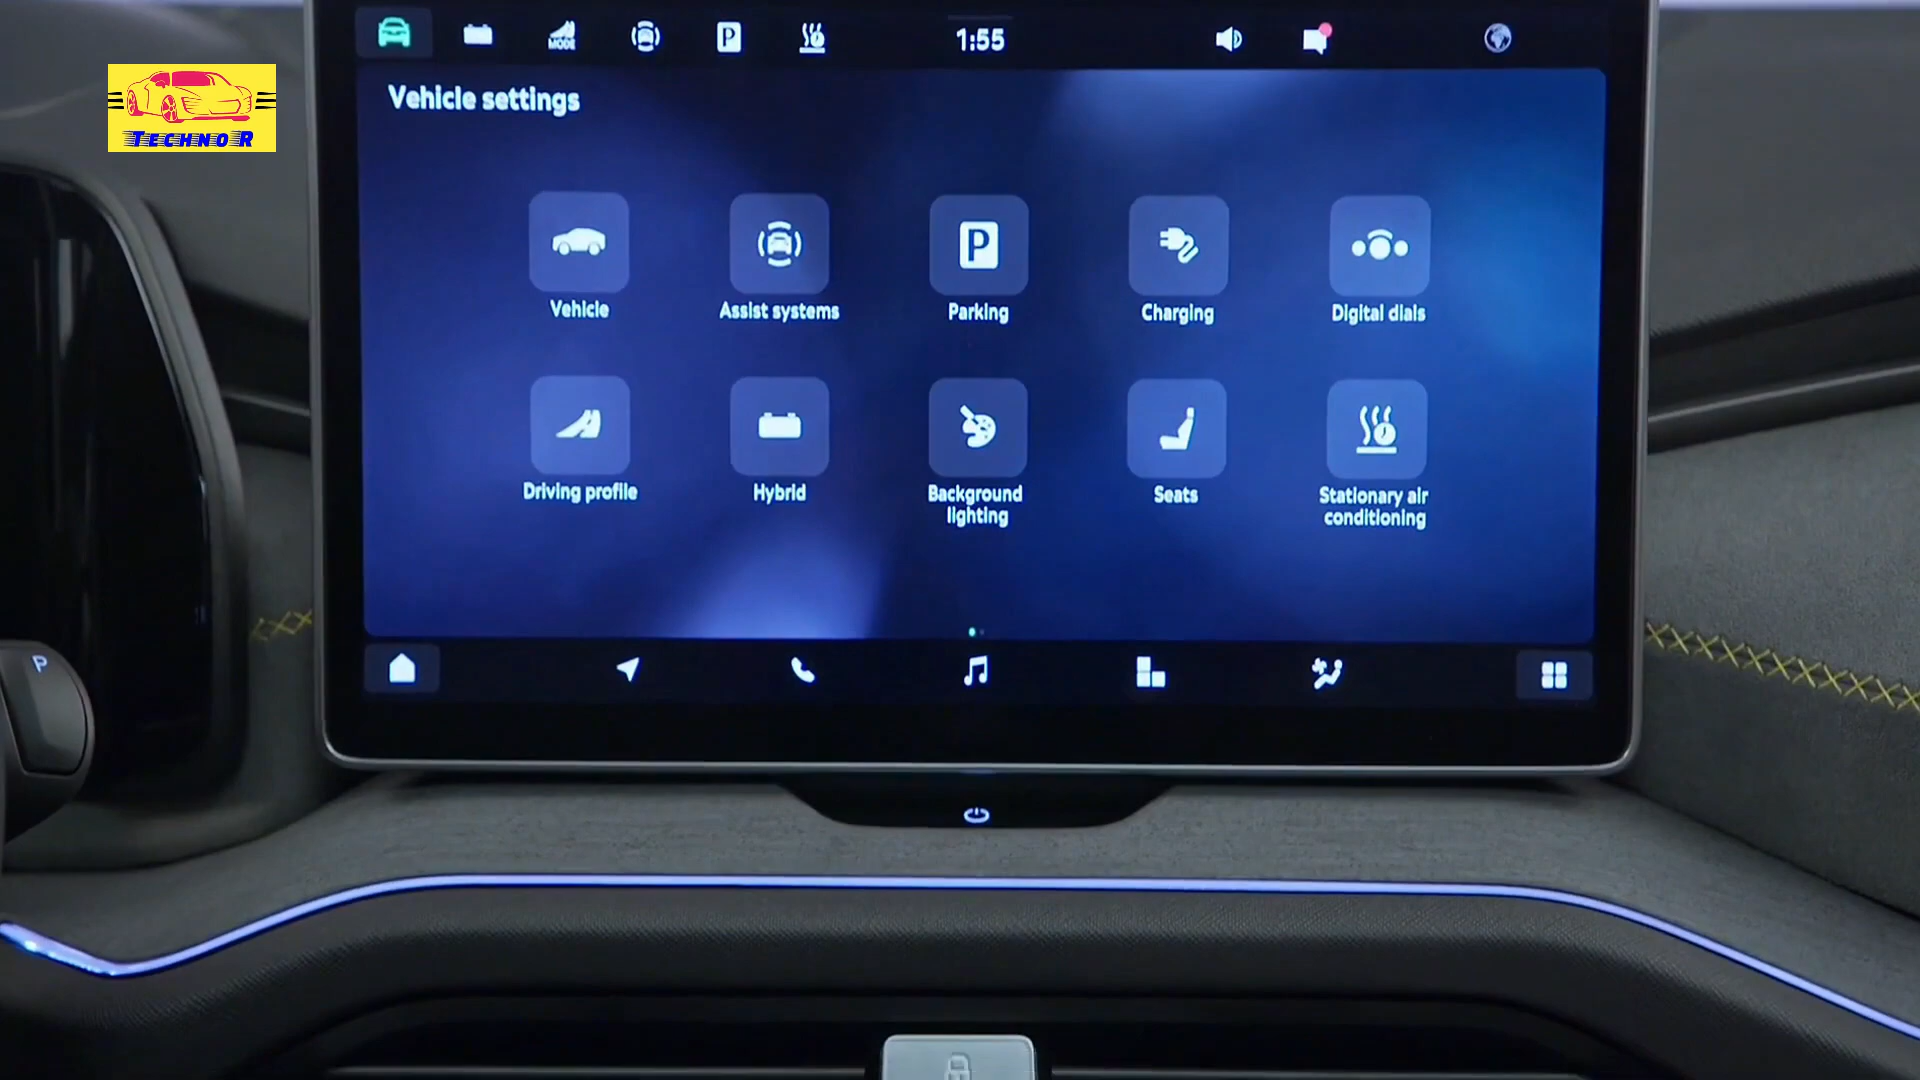 MODE
P
1:55
Vehicle settings
TECHNO R
P
Vehicle
Assist systems
Parking
Charging
Digital dials
Driving profile
Hybrid
Background
lighting
Seats
Stationary air
conditioning
P